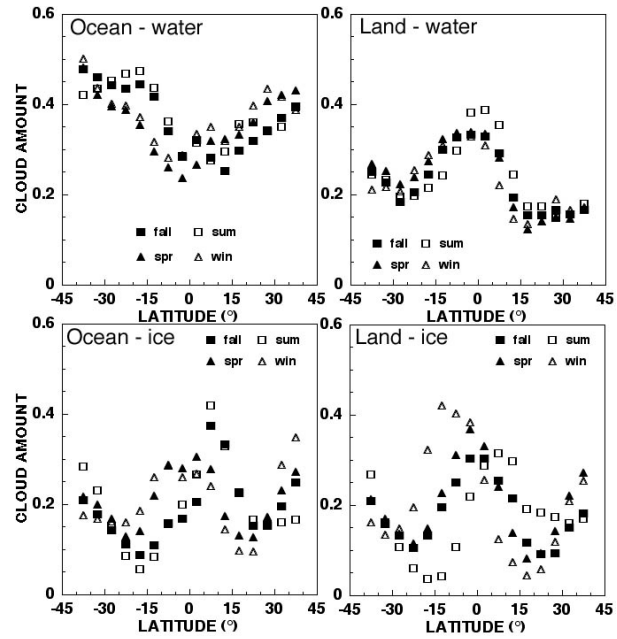 Ocean - water
Land - water
0.6
0.4
0.2
0
CLOUD AMOUNT
fall
sum
spr
win
-45 -30 -15 0 15 30 45
LATITUDE (°)
0.6
0.4
0.2
0
CLOUD AMOUNT
fall
sum
spr
win
-45 -30 -15 0 15 30 45
LATITUDE (°)
Ocean - ice
Land - ice
0.6
0.4
0.2
0
CLOUD AMOUNT
fall
sum
spr
win
-45 -30 -15 0 15 30 45
LATITUDE (°)
0.6
0.4
0.2
0
CLOUD AMOUNT
fall
sum
spr
win
-45 -30 -15 0 15 30 45
LATITUDE (°)